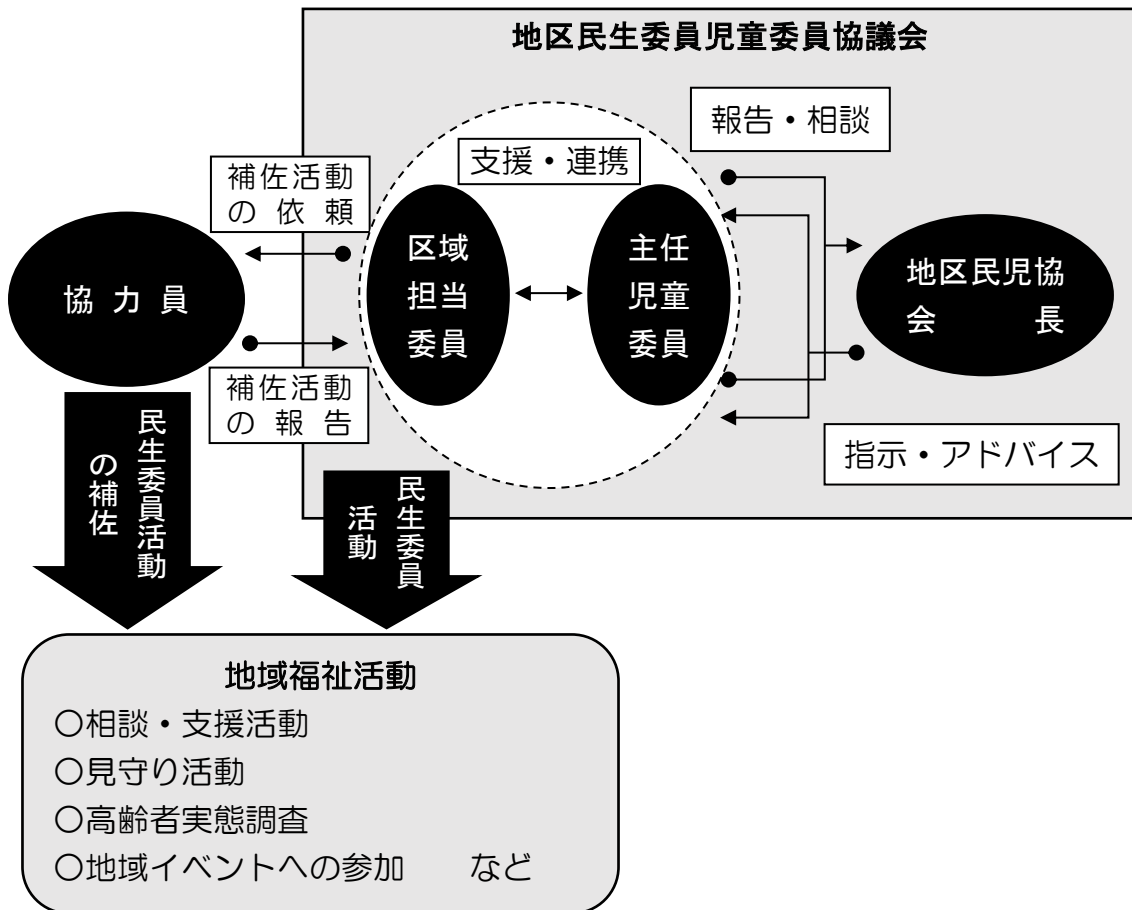 地区民生委員児童委員協議会
報告・相談
支援・連携
補佐活動
の依頼
協力員
区域
担当
委員
主任
児童
委員
地区民児協
会長
補佐活動
の報告
指示・アドバイス
民生委員活動
の補佐
民生委員
活動
地域福祉活動
〇相談・支援活動
〇見守り活動
〇高齢者実態調査
〇地域イベントへの参加　　など